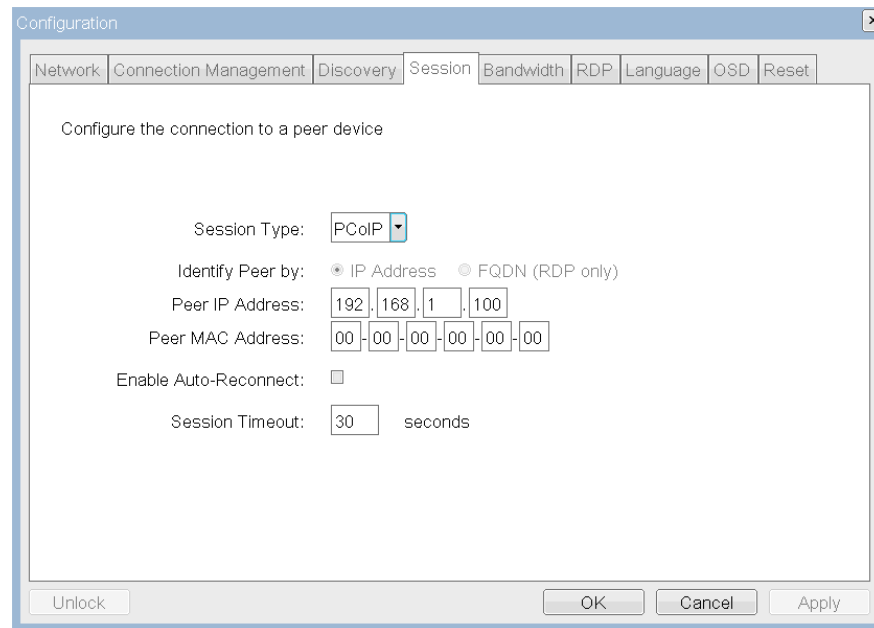 Configuration
Network Connection Management Discovery Session Bandwidth RDP Language OSD Reset
Configure the connection to a peer device
Session Type: PCoIP
Identify Peer by: IP Address FQDN (RDP only)
Peer IP Address: 192.168.1.100
Peer MAC Address: 00-00-00-00-00-00
Enable Auto-Reconnect:
Session Timeout: 30 seconds
Unlock OK Cancel Apply